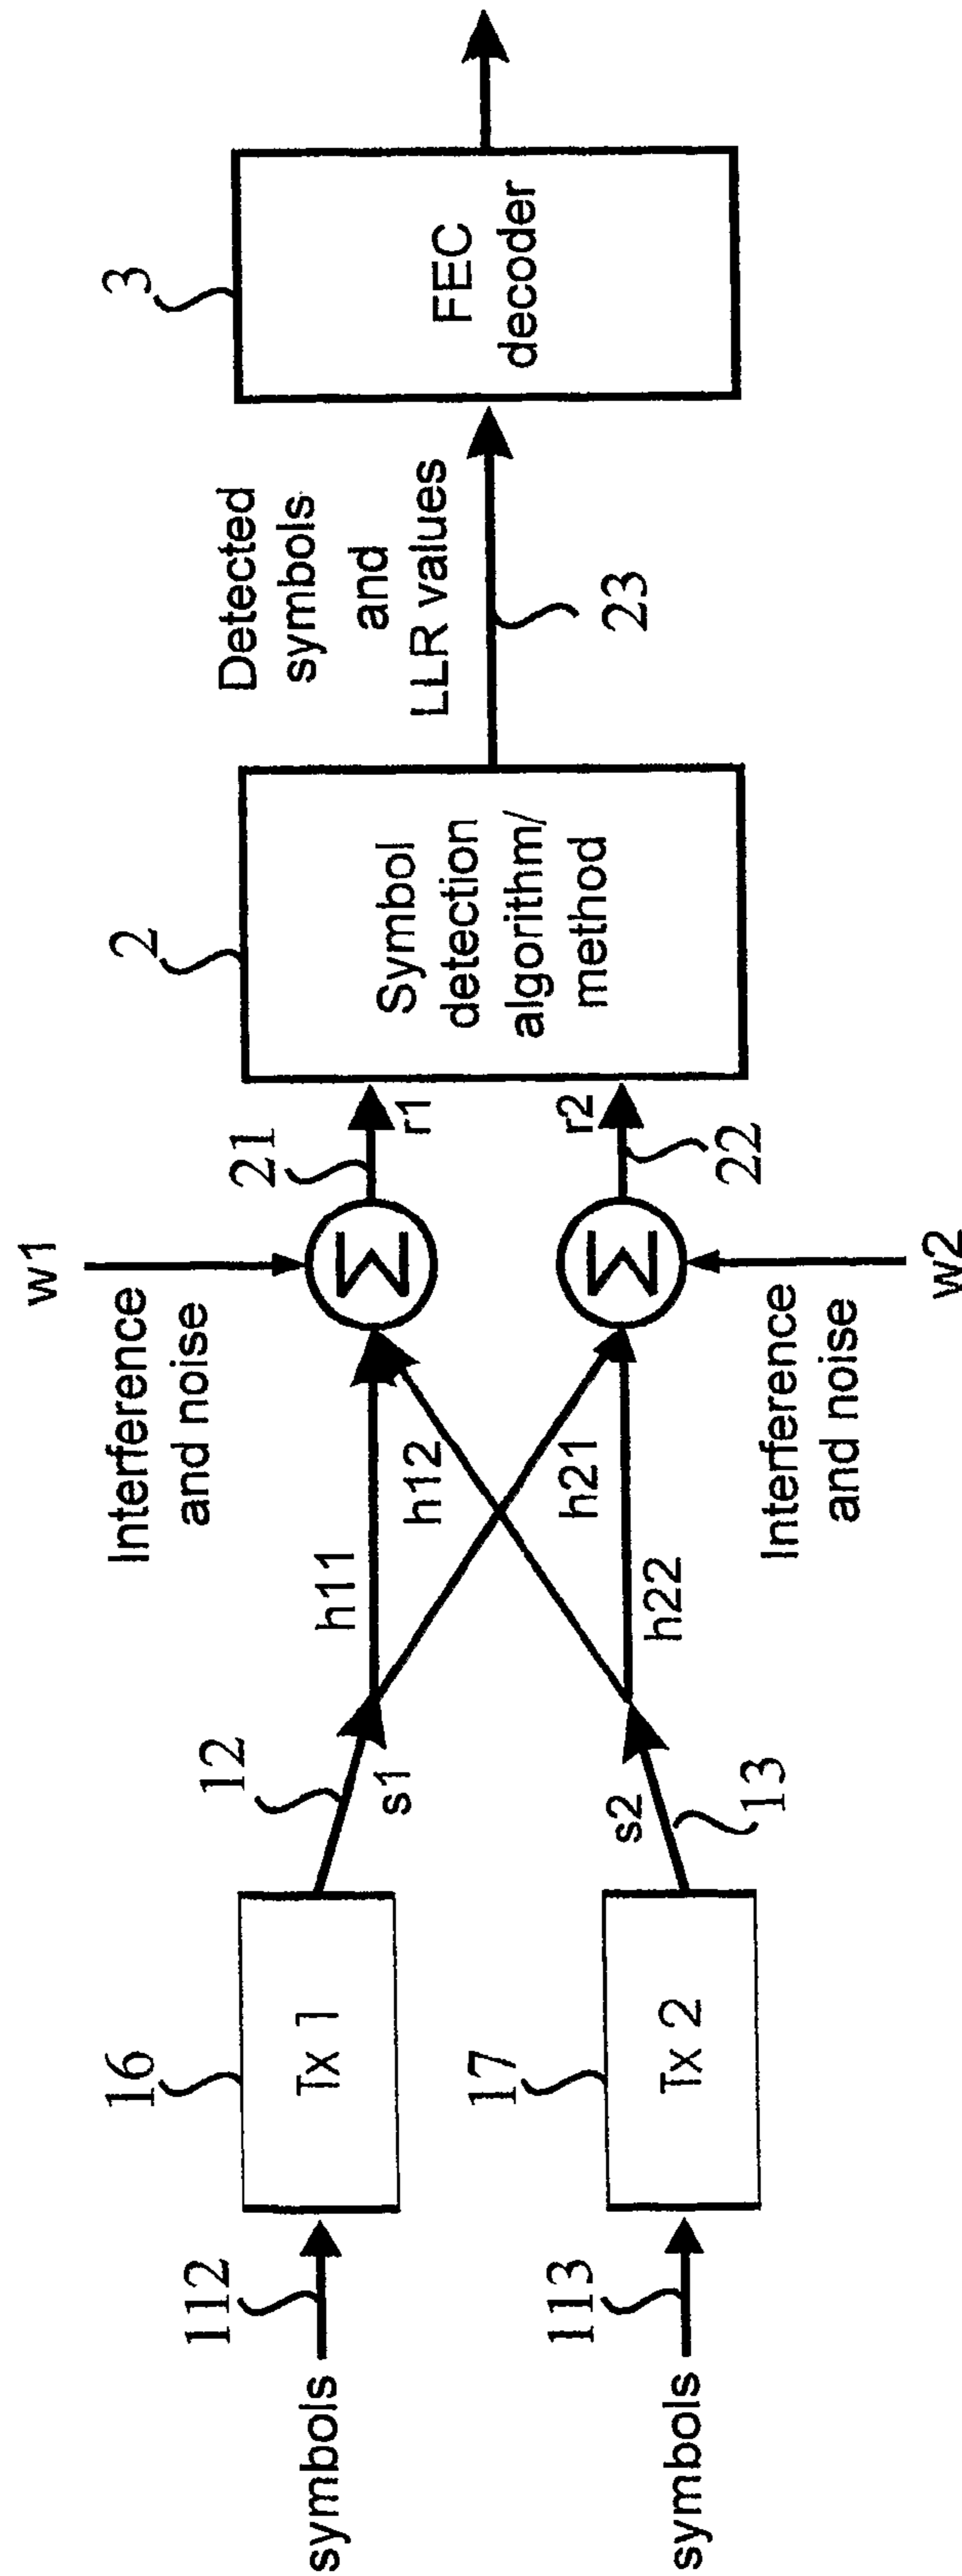 symbols
112
16
Tx 1
12
s1
h11
h12
Interference
and noise
w1
21
r1
symbols
113
17
Tx 2
s2
13
h22
h21
Interference
and noise
w2
22
r2
2
Symbol
detection
algorithm/
method
Detected
symbols
and
LLR values
23
3
FEC
decoder